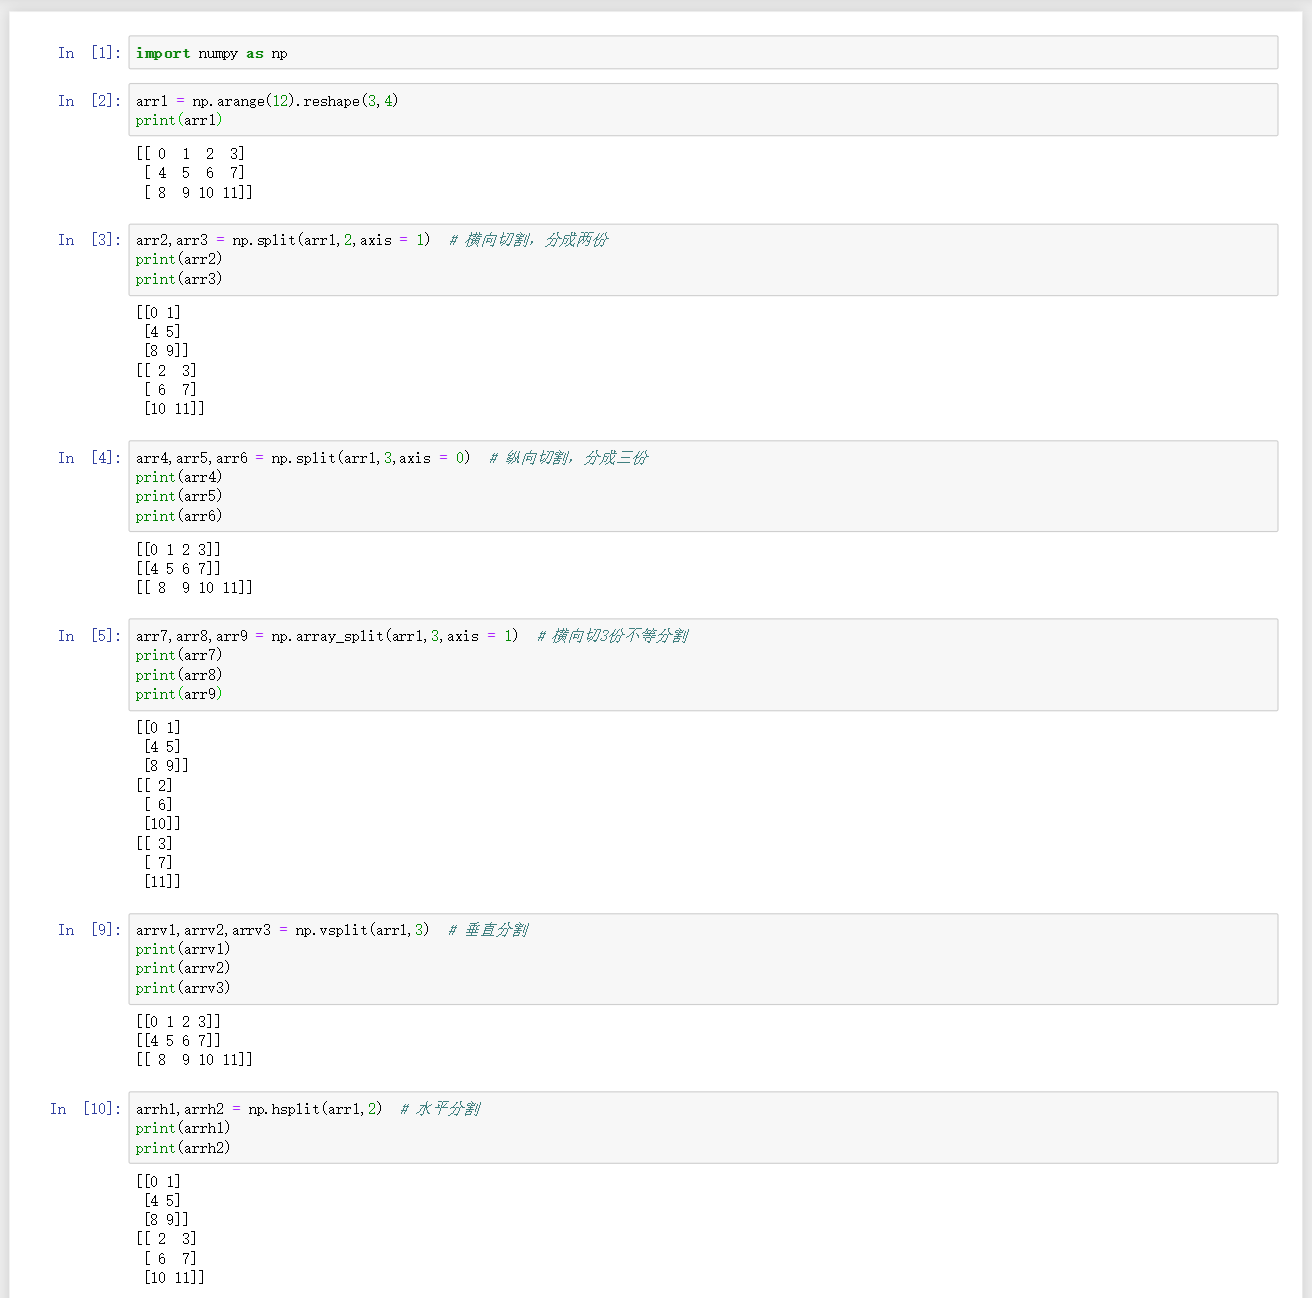 In [1]: import numpy as np
In [2]: arr1 = np.arange(12).reshape(3,4)
print(arr1)
[[ 0  1  2  3]
 [ 4  5  6  7]
 [ 8  9 10 11]]
In [3]: arr2,arr3 = np.split(arr1,2,axis = 1)  # 横向切割，分成两份
print(arr2)
print(arr3)
[[0 1]
 [4 5]
 [8 9]]
[[ 2  3]
 [ 6  7]
 [10 11]]
In [4]: arr4,arr5,arr6 = np.split(arr1,3,axis = 0)  # 纵向切割，分成三份
print(arr4)
print(arr5)
print(arr6)
[[0 1 2 3]]
[[4 5 6 7]]
[[ 8  9 10 11]]
In [5]: arr7,arr8,arr9 = np.array_split(arr1,3,axis = 1)  # 横向切3份不等分割
print(arr7)
print(arr8)
print(arr9)
[[0 1]
 [4 5]
 [8 9]]
[[ 2]
 [ 6]
 [10]]
[[ 3]
 [ 7]
 [11]]
In [9]: arrv1,arrv2,arrv3 = np.vsplit(arr1,3)  # 垂直分割
print(arrv1)
print(arrv2)
print(arrv3)
[[0 1 2 3]]
[[4 5 6 7]]
[[ 8  9 10 11]]
In [10]: arrh1,arrh2 = np.hsplit(arr1,2)  # 水平分割
print(arrh1)
print(arrh2)
[[0 1]
 [4 5]
 [8 9]]
[[ 2  3]
 [ 6  7]
 [10 11]]